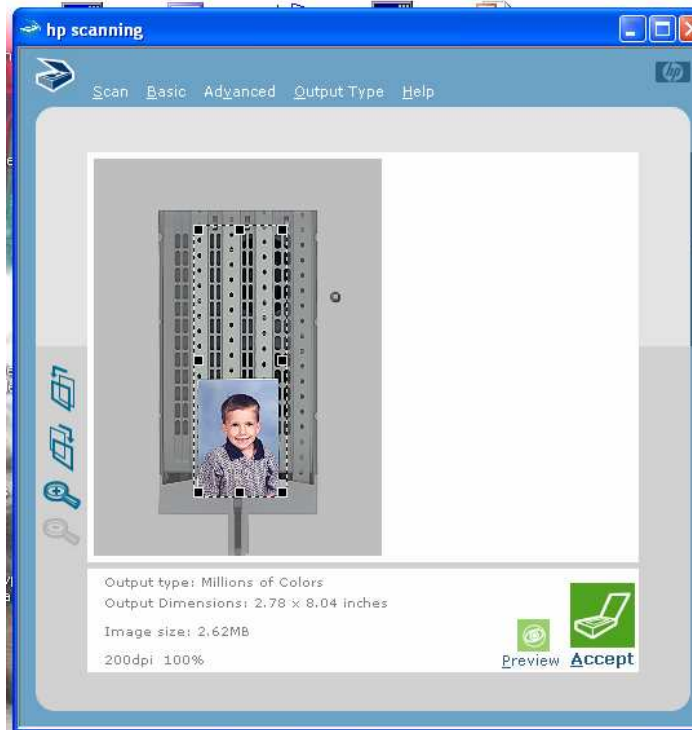 hp scanning
hp
Scan Basic Advanced Output Type Help
Output type: Millions of Colors
Output Dimensions: 2.78 x 8.04 inches
Image size: 2.62MB
200dpi 100%
Preview Accept